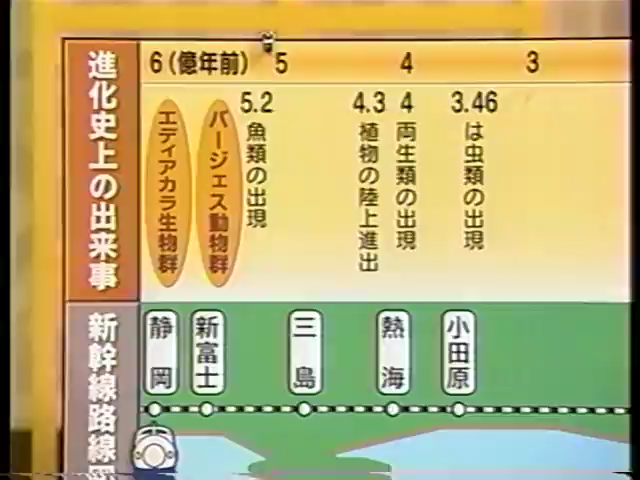 進化史上の出来事
6(億年前) 5 4 3
エディアカラ生物群
バージェス動物群
5.2
魚類の出現
4.3
植物の陸上進出
4
両生類の出現
3.46
は虫類の出現
新幹線路線図
静岡
新富士
三島
熱海
小田原